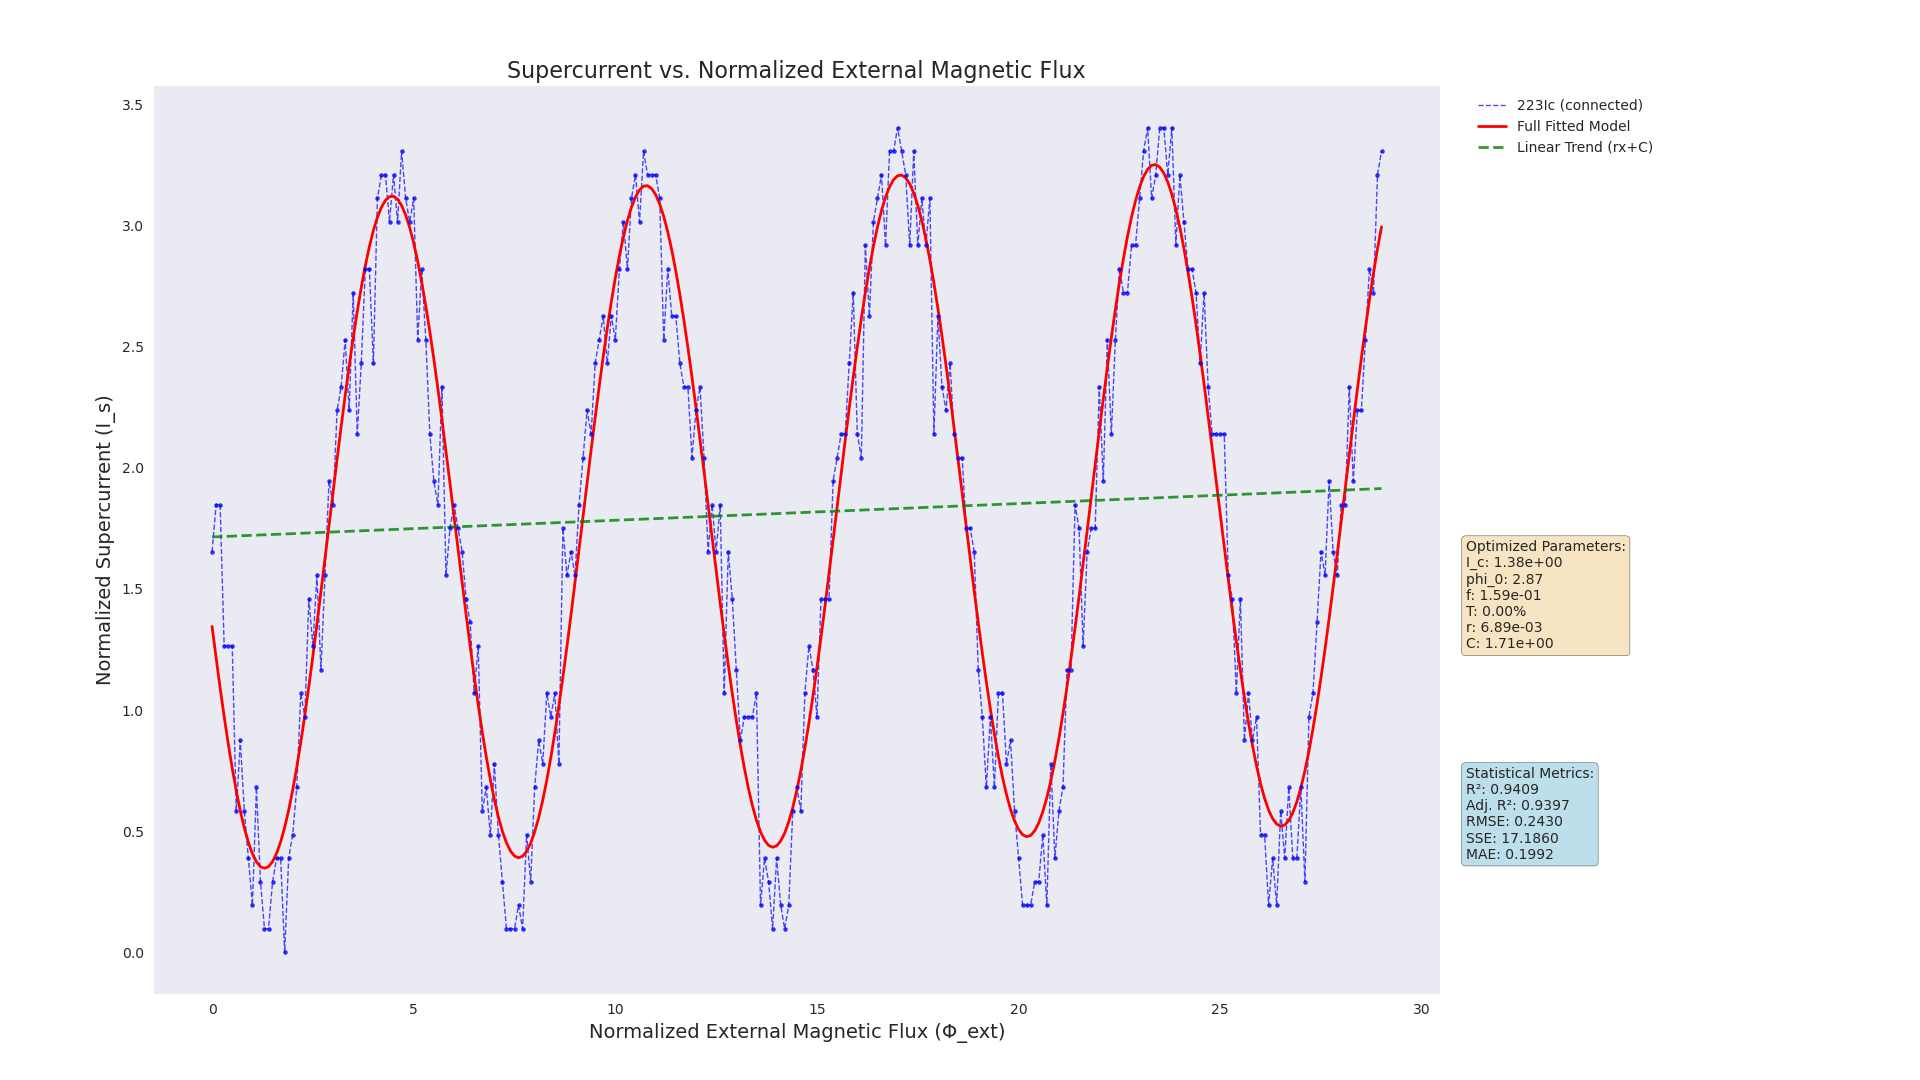 Supercurrent vs. Normalized External Magnetic Flux
3.5
3.0
2.5
2.0
1.5
1.0
0.5
0.0
Normalized Supercurrent (I_s)
0
5
10
15
20
25
30
Normalized External Magnetic Flux (Φ_ext)
223Ic (connected)
Full Fitted Model
Linear Trend (rx+C)
Optimized Parameters:
I_c: 1.38e+00
phi_0: 2.87
f: 1.59e-01
T: 0.00%
r: 6.89e-03
C: 1.71e+00
Statistical Metrics:
R²: 0.9409
Adj. R²: 0.9397
RMSE: 0.2430
SSE: 17.1860
MAE: 0.1992